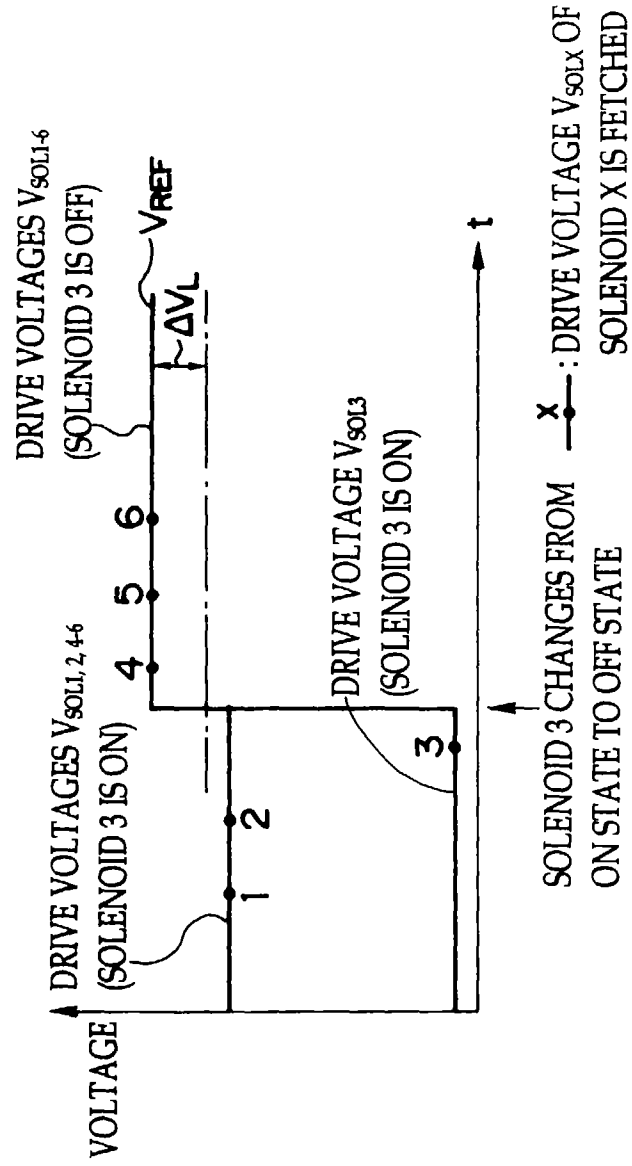 VOLTAGE
DRIVE VOLTAGES VSOL1, 2, 4-6
(SOLENOID 3 IS ON)
DRIVE VOLTAGES VSOL1-6
(SOLENOID 3 IS OFF)
VREF
~ΔVL
1
2
3
4
5
6
DRIVE VOLTAGE VSOL3
(SOLENOID 3 IS ON)
t
SOLENOID 3 CHANGES FROM
ON STATE TO OFF STATE
X
: DRIVE VOLTAGE VSOLX OF
SOLENOID X IS FETCHED